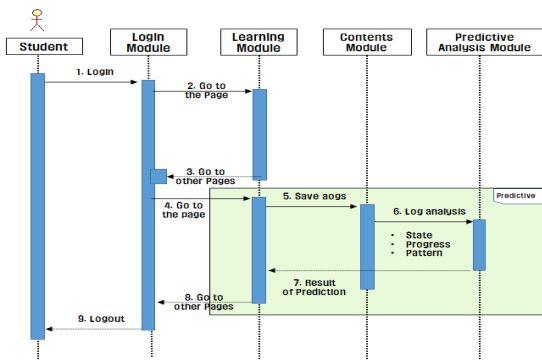 Student
Login
Module
Learning
Module
Contents
Module
Predictive
Analysis Module
1. Login
2. Go to
the Page
3. Go to
other Pages
4. Go to
the page
5. Save aogs
Predictive
6. Log analysis
• State
• Progress
• Pattern
7. Result
of Prediction
8. Go to
other Pages
9. Logout